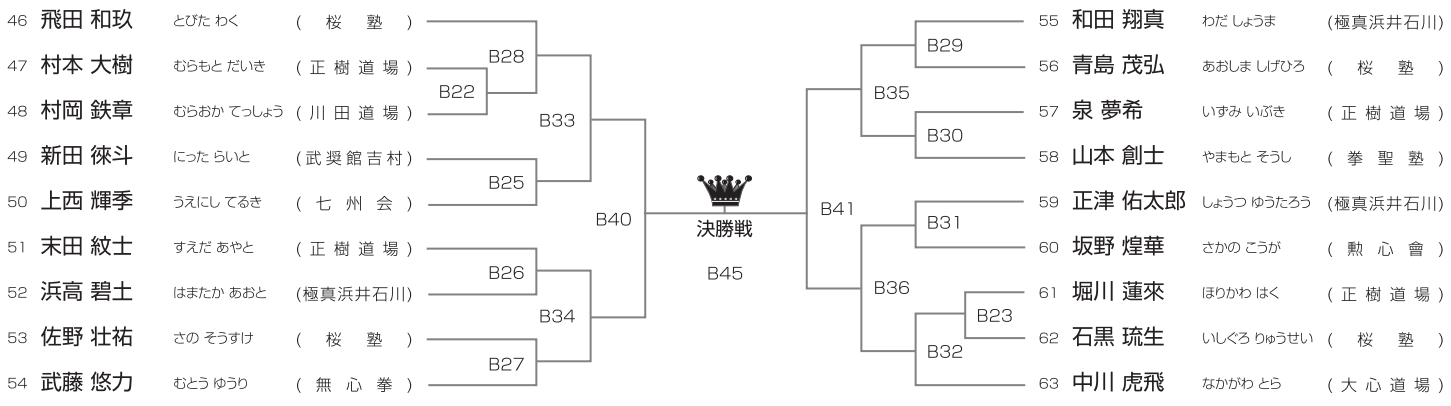 46 飛田 和玖 とびた わく (桜塾)
47 村本 大樹 むらもと だいき (正樹道場)
48 村岡 鉄章 むらおか てっしょう (川田道場)
49 新田 徠斗 にった らいと (武奨館吉村)
50 上西 輝季 うえにし てるき (七州会)
51 末田 紋士 すえだ あやと (正樹道場)
52 浜高 碧土 はまたか あおと (極真浜井石川)
53 佐野 壮祐 さの そうすけ (桜塾)
54 武藤 悠力 むとう ゆうり (無心拳)
B28
B22
B33
B25
B40
B26
B34
B27
決勝戦
B45
B29
B35
B30
B41
B31
B36
B23
B32
55 和田 翔真 わだ しょうま (極真浜井石川)
56 青島 茂弘 あおしま しげひろ (桜塾)
57 泉 夢希 いずみ いぶき (正樹道場)
58 山本 創士 やまもと そうし (拳聖塾)
59 正津 佑太郎 しょうつ ゆうたろう (極真浜井石川)
60 坂野 煌華 さかの こうが (勲心會)
61 堀川 蓮來 ほりかわ はく (正樹道場)
62 石黒 琉生 いしぐろ りゅうせい (桜塾)
63 中川 虎飛 なかがわ とら (大心道場)